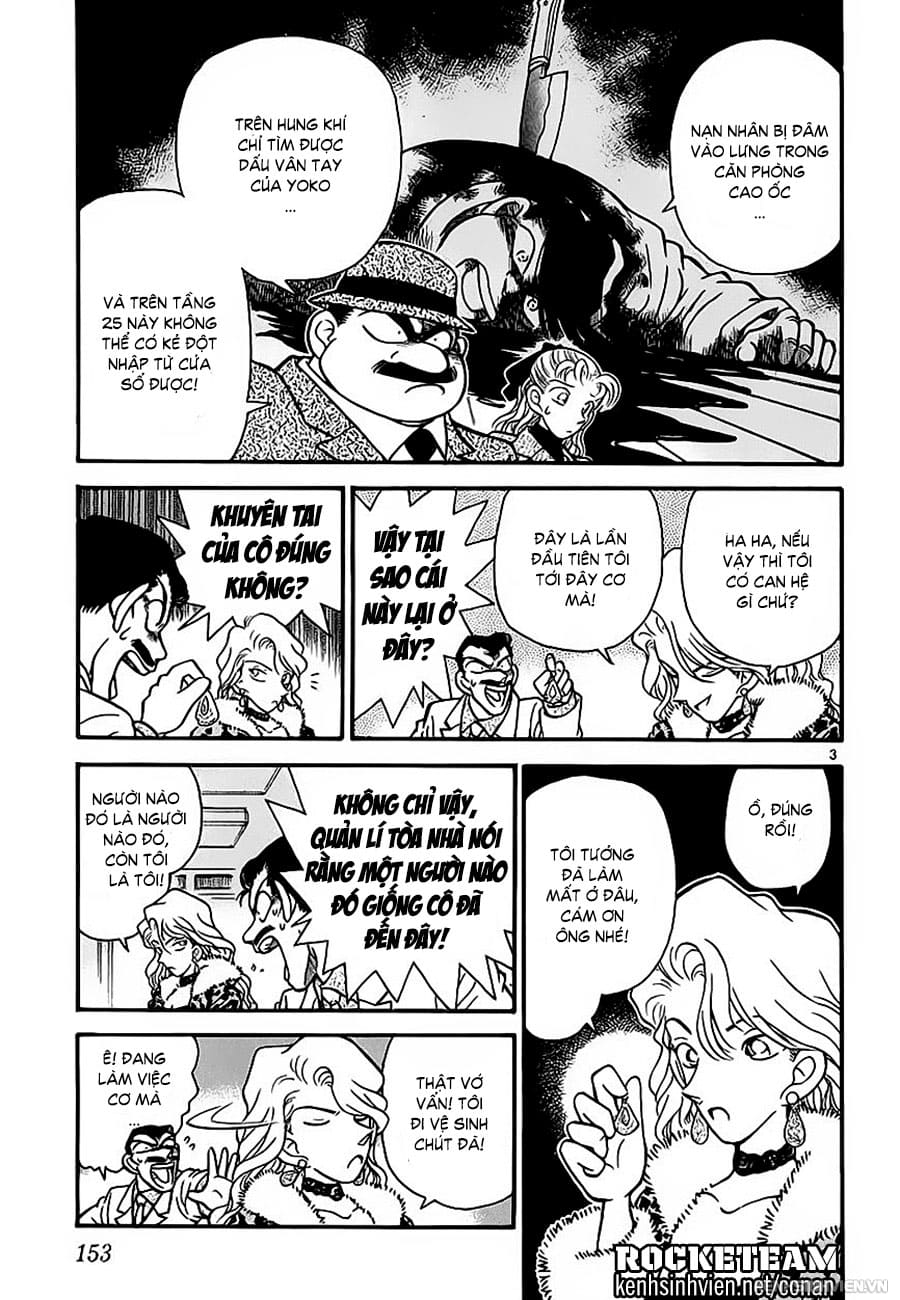 NẠN NHÂN BỊ ĐÂM
VÀO LƯNG TRONG
CĂN PHÒNG
CAO ỐC
...
TRÊN HUNG KHÍ
CHỈ TÌM ĐƯỢC
DẤU VÂN TAY
CỦA YOKO
...
VÀ TRÊN TẦNG
25 NÀY KHÔNG
THỂ CÓ KẺ ĐỘT
NHẬP TỪ CỬA
SỔ ĐƯỢC!
HA HA, NẾU
VẬY THÌ TÔI
CÓ CAN HỆ
GÌ CHỨ?
ĐÂY LÀ LẦN
ĐẦU TIÊN TÔI
TỚI ĐÂY CƠ
MÀ!
VẬY TẠI
SAO CÁI
NÀY LẠI Ở
ĐÂY?
KHUYÊN TAI
CỦA CÔ ĐÚNG
KHÔNG?
3
Ồ, ĐÚNG
RỒI!
TÔI TƯỚNG
ĐÃ LÀM
MẤT Ở ĐÂU,
CÁM ƠN
ÔNG NHÉ!
KHÔNG CHỈ VẬY,
QUẢN LÍ TÒA NHÀ NÓI
RẰNG MỘT NGƯỜI NÀO
ĐÓ GIỐNG CÔ ĐÃ
ĐẾN ĐÂY!
NGƯỜI NÀO
ĐÓ LÀ NGƯỜI
NÀO ĐÓ,
CÒN TÔI
LÀ TÔI!
THẬT VỚ
VẨN! TÔI
ĐI VỆ SINH
CHÚT ĐÃ!
Ê! ĐANG
LÀM VIỆC
CƠ MÀ
153
ROCKETEAM
kenhsinhvien.net/conan